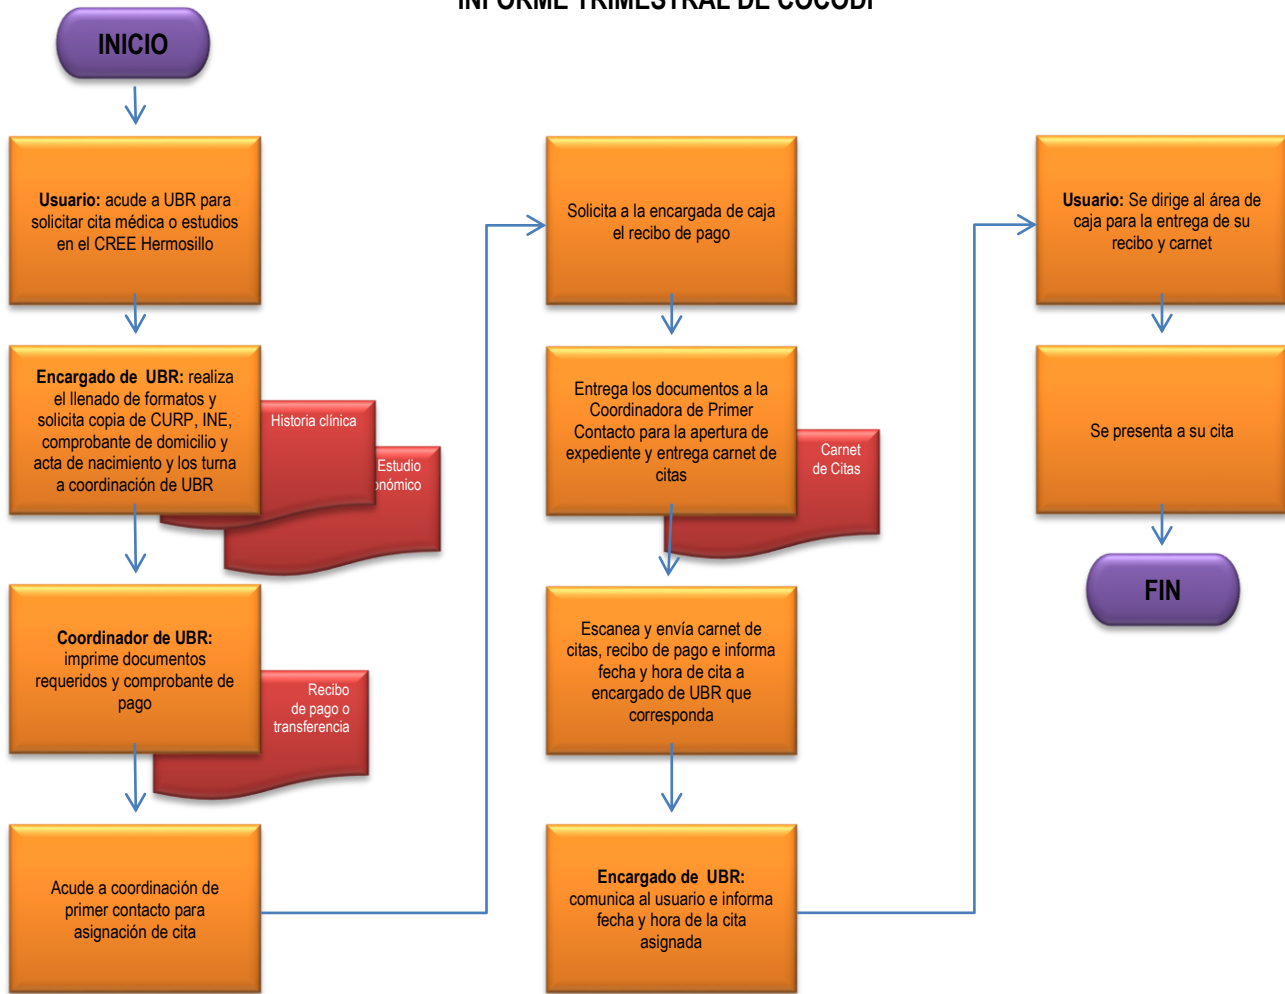 INFORME TRIMESTRAL DE COCODI
INICIO
Usuario: acude a UBR para
solicitar cita médica o estudios
en el CREE Hermosillo
Encargado de UBR: realiza
el llenado de formatos y
solicita copia de CURP, INE,
comprobante de domicilio y
acta de nacimiento y los turna
a coordinación de UBR
Historia clínica
Estudio
onómico
Coordinador de UBR:
imprime documentos
requeridos y comprobante de
pago
Recibo
de pago o
transferencia
Acude a coordinación de
primer contacto para
asignación de cita
Solicita a la encargada de caja
el recibo de pago
Entrega los documentos a la
Coordinadora de Primer
Contacto para la apertura de
expediente y entrega carnet de
citas
Carnet
de Citas
Escanea y envía carnet de
citas, recibo de pago e informa
fecha y hora de cita a
encargado de UBR que
corresponda
Encargado de UBR:
comunica al usuario e informa
fecha y hora de la cita
asignada
Usuario: Se dirige al área de
caja para la entrega de su
recibo y carnet
Se presenta a su cita
FIN